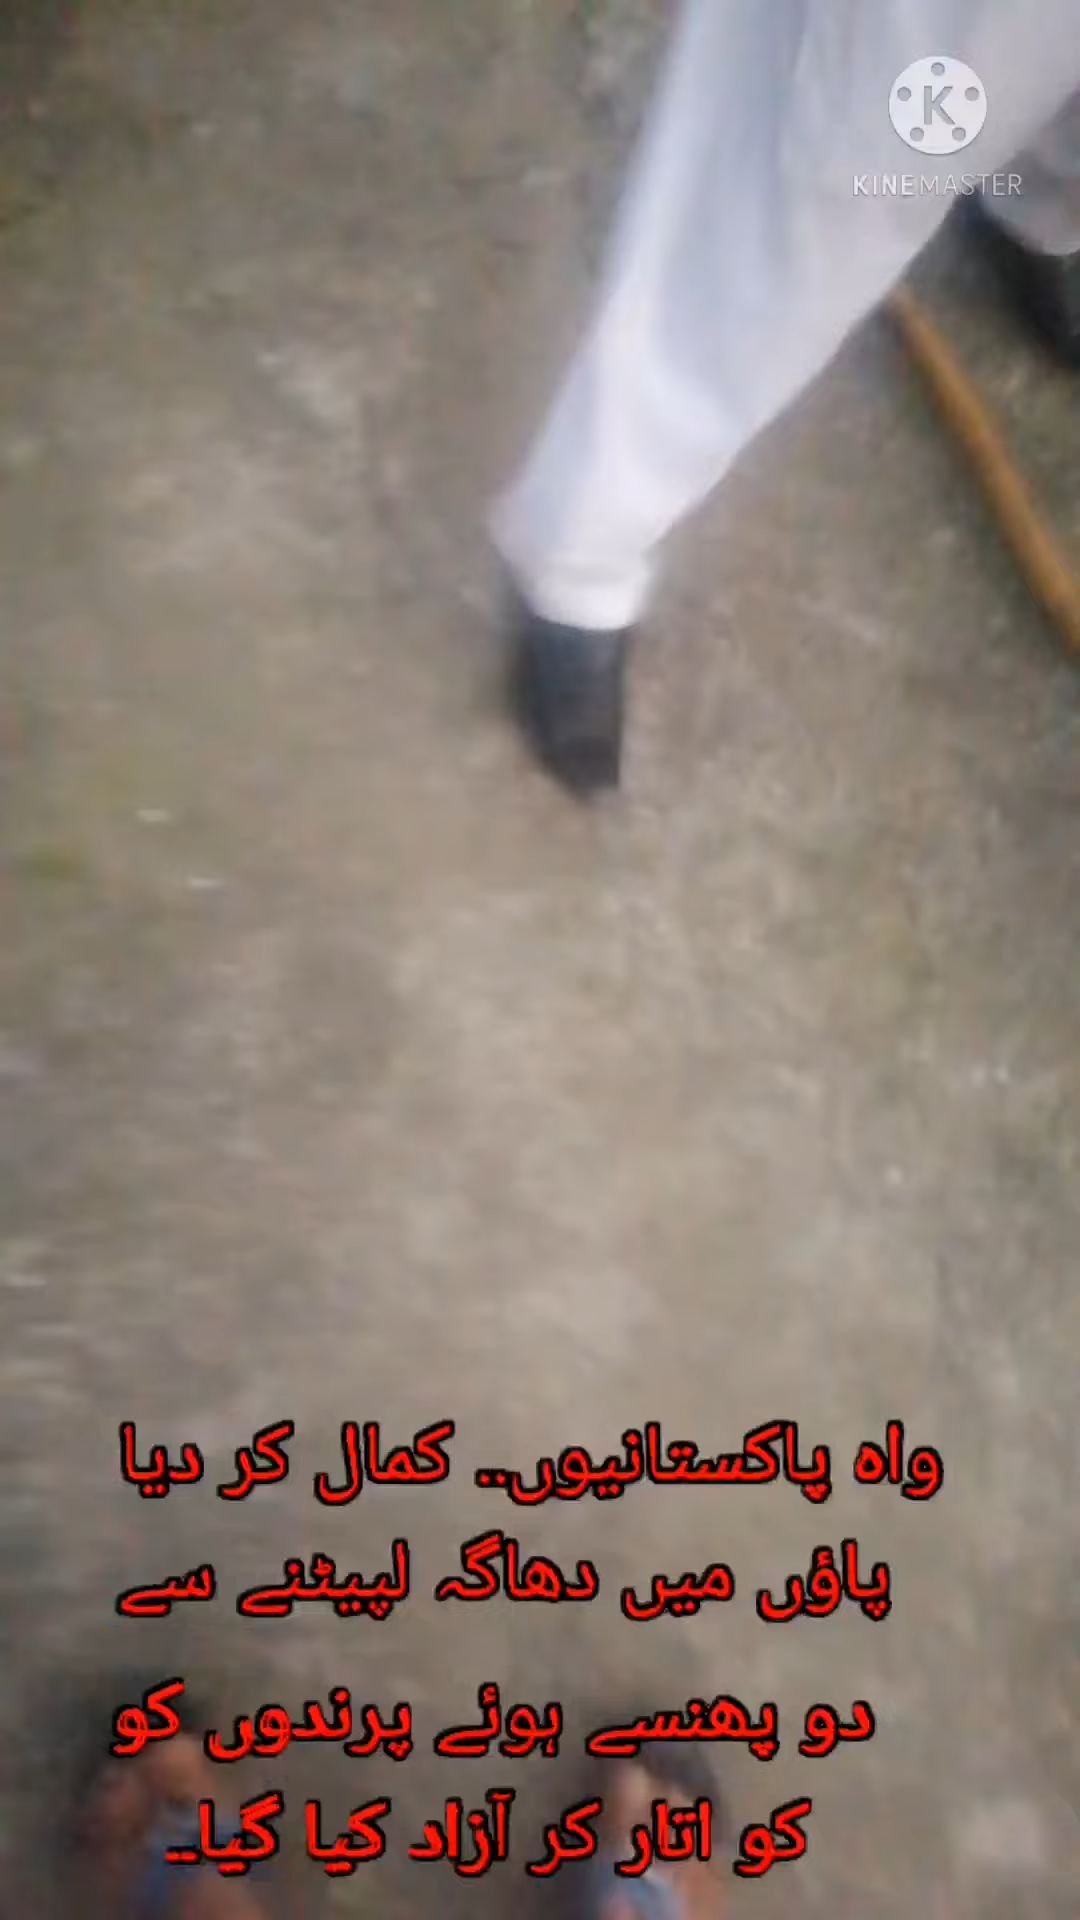 KINEMASTER
واہ پاکستانیوں.. کمال کر دیا
پاؤں میں دھاگہ لپیٹنے سے
دو پھنسے ہوئے پرندوں کو
کو اتار کر آزاد کیا گیا..